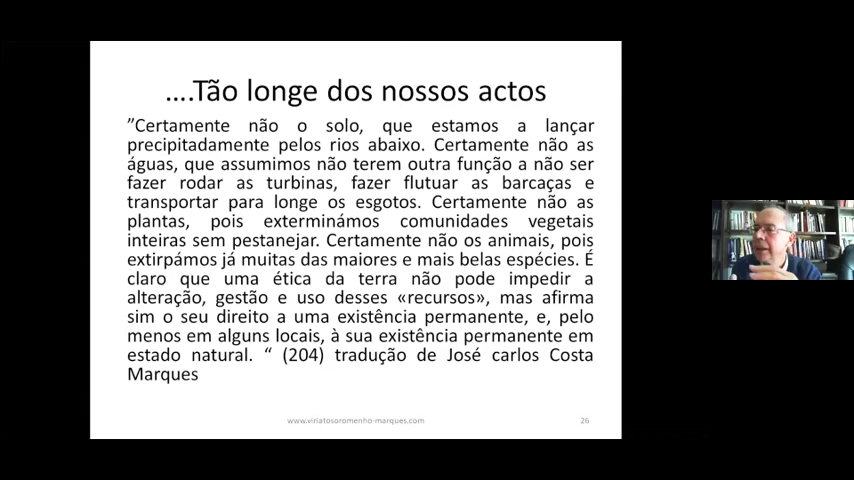 ....Tão longe dos nossos actos
”Certamente não o solo, que estamos a lançar
precipitadamente pelos rios abaixo. Certamente não as
águas, que assumimos não terem outra função a não ser
fazer rodar as turbinas, fazer flutuar as barcaças e
transportar para longe os esgotos. Certamente não as
plantas, pois exterminámos comunidades vegetais
inteiras sem pestanejar. Certamente não os animais, pois
extirpámos já muitas das maiores e mais belas espécies. É
claro que uma ética da terra não pode impedir a
alteração, gestão e uso desses «recursos», mas afirma
sim o seu direito a uma existência permanente, e, pelo
menos em alguns locais, à sua existência permanente em
estado natural. “ (204) tradução de José carlos Costa
Marques
www.viriatosoromenho-marques.com
26